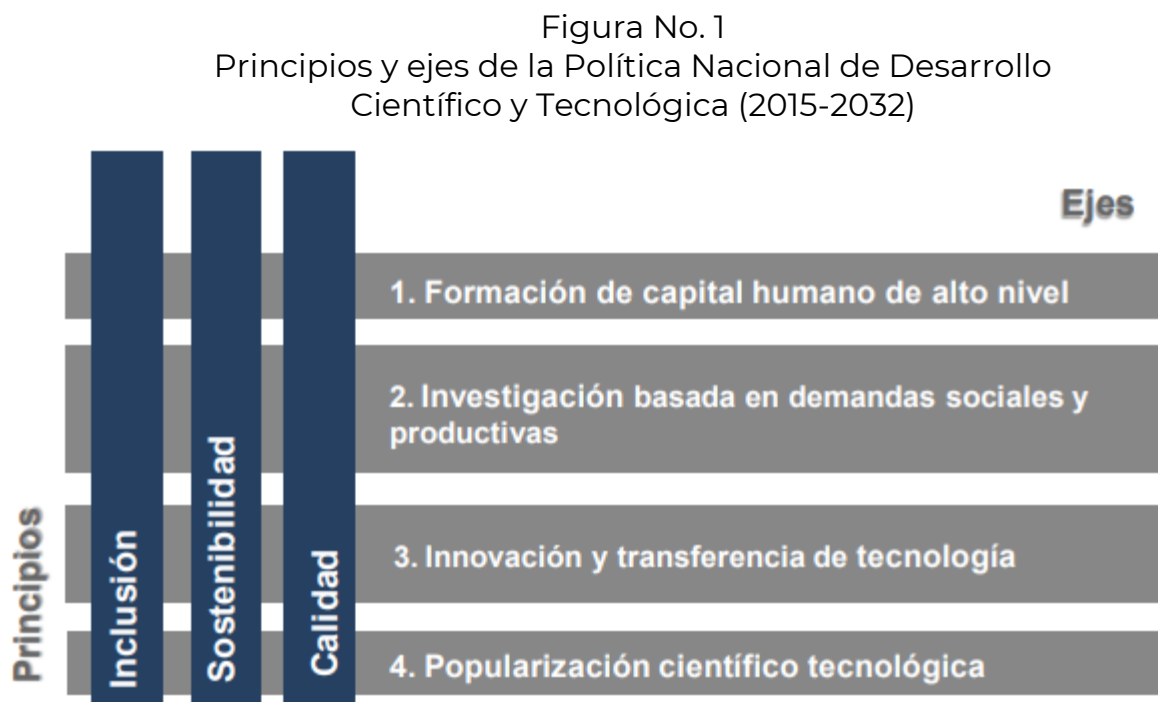 Figura No. 1
Principios y ejes de la Política Nacional de Desarrollo
Científico y Tecnológica (2015-2032)
Ejes
1. Formación de capital humano de alto nivel
2. Investigación basada en demandas sociales y
productivas
3. Innovación y transferencia de tecnología
4. Popularización científico tecnológica
Principios
Inclusión
Sostenibilidad
Calidad